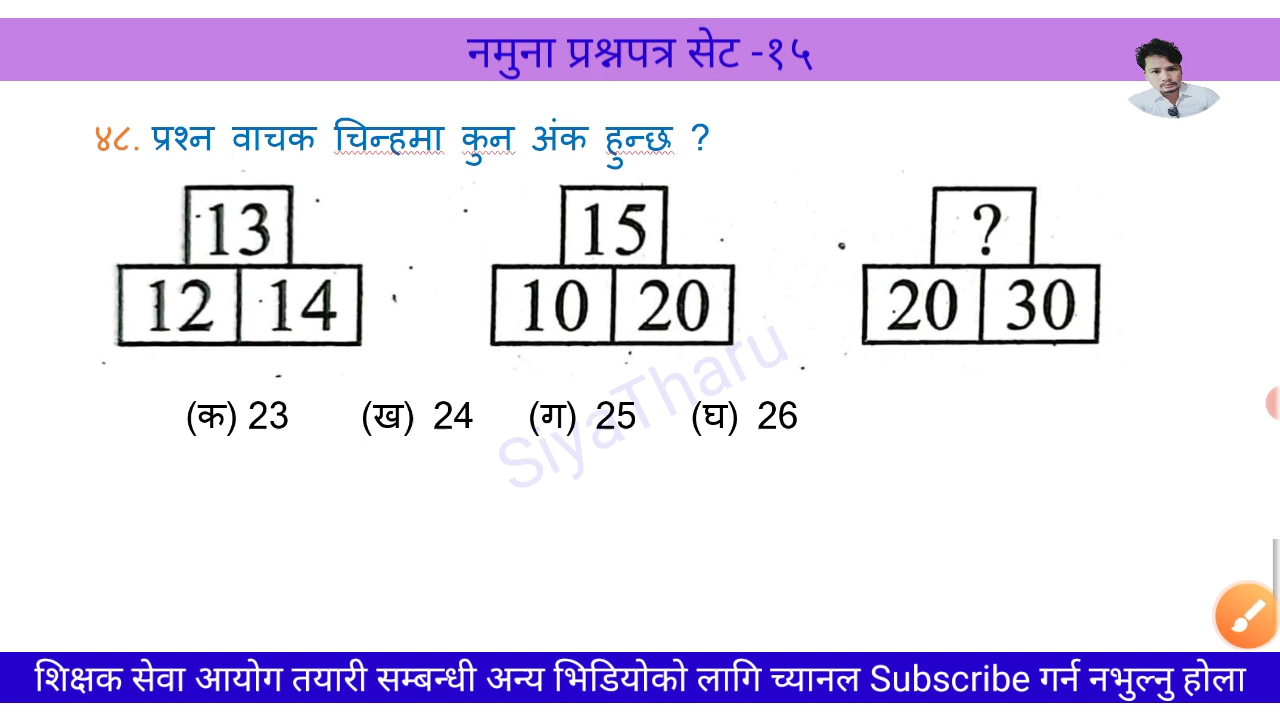 नमुना प्रश्नपत्र सेट -१५
४८. प्रश्न वाचक चिन्हमा कुन अंक हुन्छ ?
13 15 ?
12 14 10 20 20 30
(क) 23 (ख) 24 (ग) 25 (घ) 26
SiyaTharu
शिक्षक सेवा आयोग तयारी सम्बन्धी अन्य भिडियोको लागि च्यानल Subscribe गर्न नभुल्नु होला